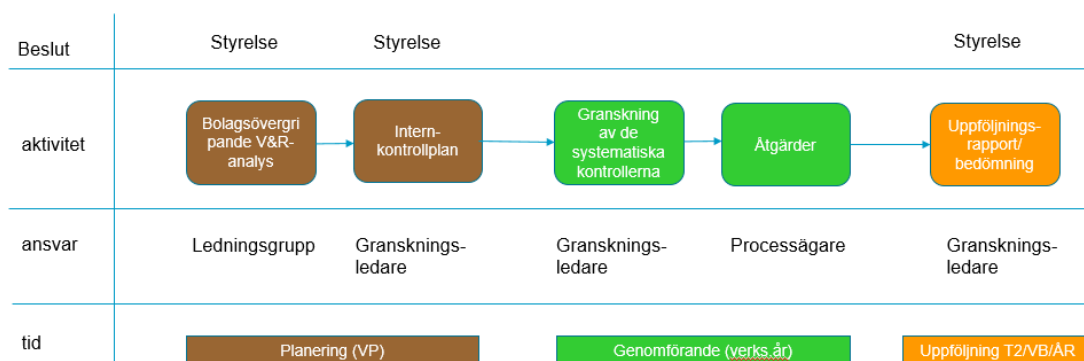 Beslut
Styrelse
Styrelse
Styrelse
aktivitet
Bolagsövergri
pande V&R-
analys
Intern-
kontrollplan
Granskning
av de
systematiska
kontrollerna
Åtgärder
Uppföljnings-
rapport/
bedömning
ansvar
Ledningsgrupp
Gransknings-
ledare
Gransknings-
ledare
Processägare
Gransknings-
ledare
tid
Planering (VP)
Genomförande (verks.år)
Uppföljning T2/VB/ÅR